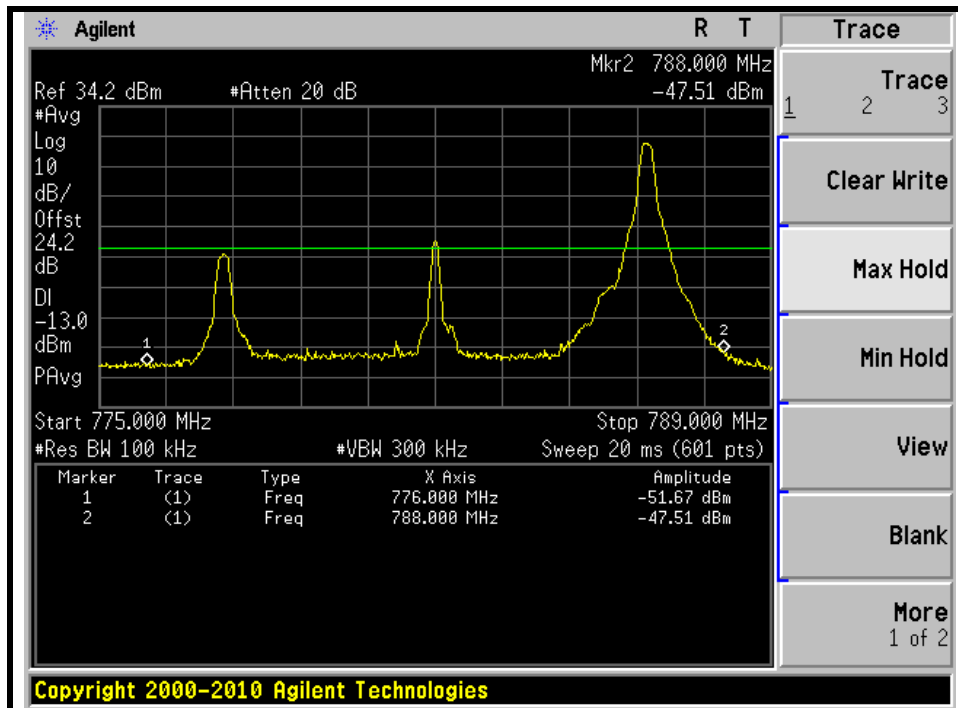 Agilent R T Trace
Mkr2 788.000 MHz
Ref 34.2 dBm #Atten 20 dB -47.51 dBm
#Avg
Log
10
dB/
Offst
24.2
dB
DI
-13.0
dBm
PAvg
1
2
Start 775.000 MHz Stop 789.000 MHz
#Res BW 100 kHz #VBW 300 kHz Sweep 20 ms (601 pts)
Marker Trace Type X Axis Amplitude
1 (1) Freq 776.000 MHz -51.67 dBm
2 (1) Freq 788.000 MHz -47.51 dBm
Trace
1 2 3
Clear Write
Max Hold
Min Hold
View
Blank
More
1 of 2
Copyright 2000-2010 Agilent Technologies